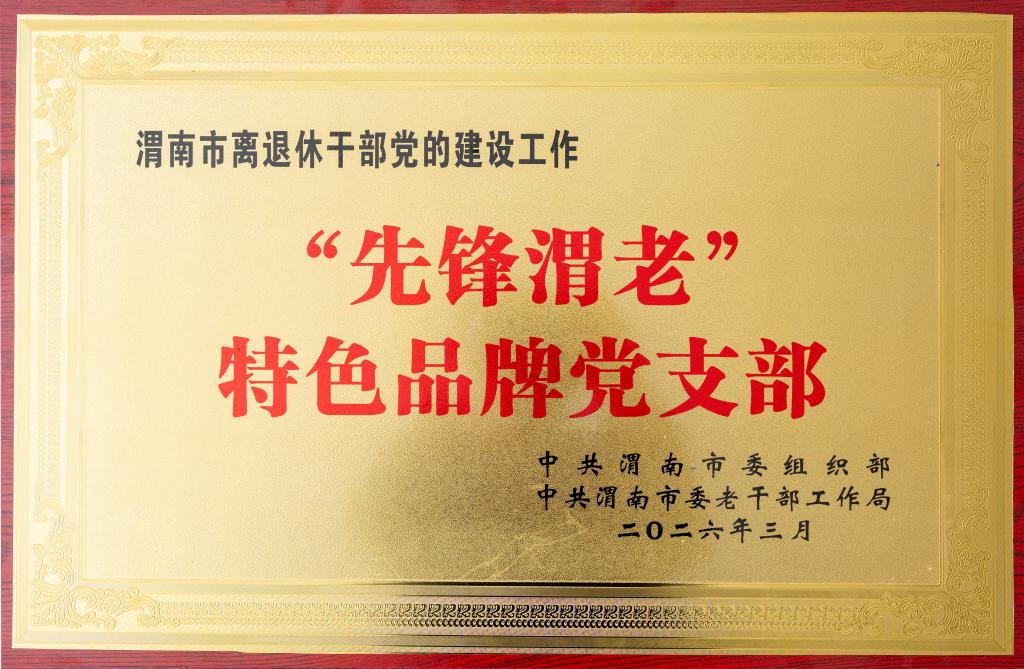 渭南市离退休干部党的建设工作
“先锋渭老”
特色品牌党支部
中共渭南市委组织部
中共渭南市委老干部工作局
二〇二六年三月